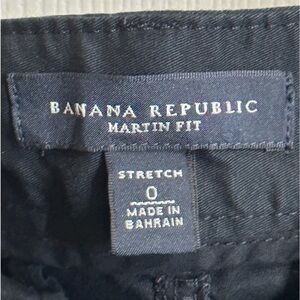 BANANA REPUBLIC
MARTIN FIT
STRETCH
0
MADE IN
BAHRAIN